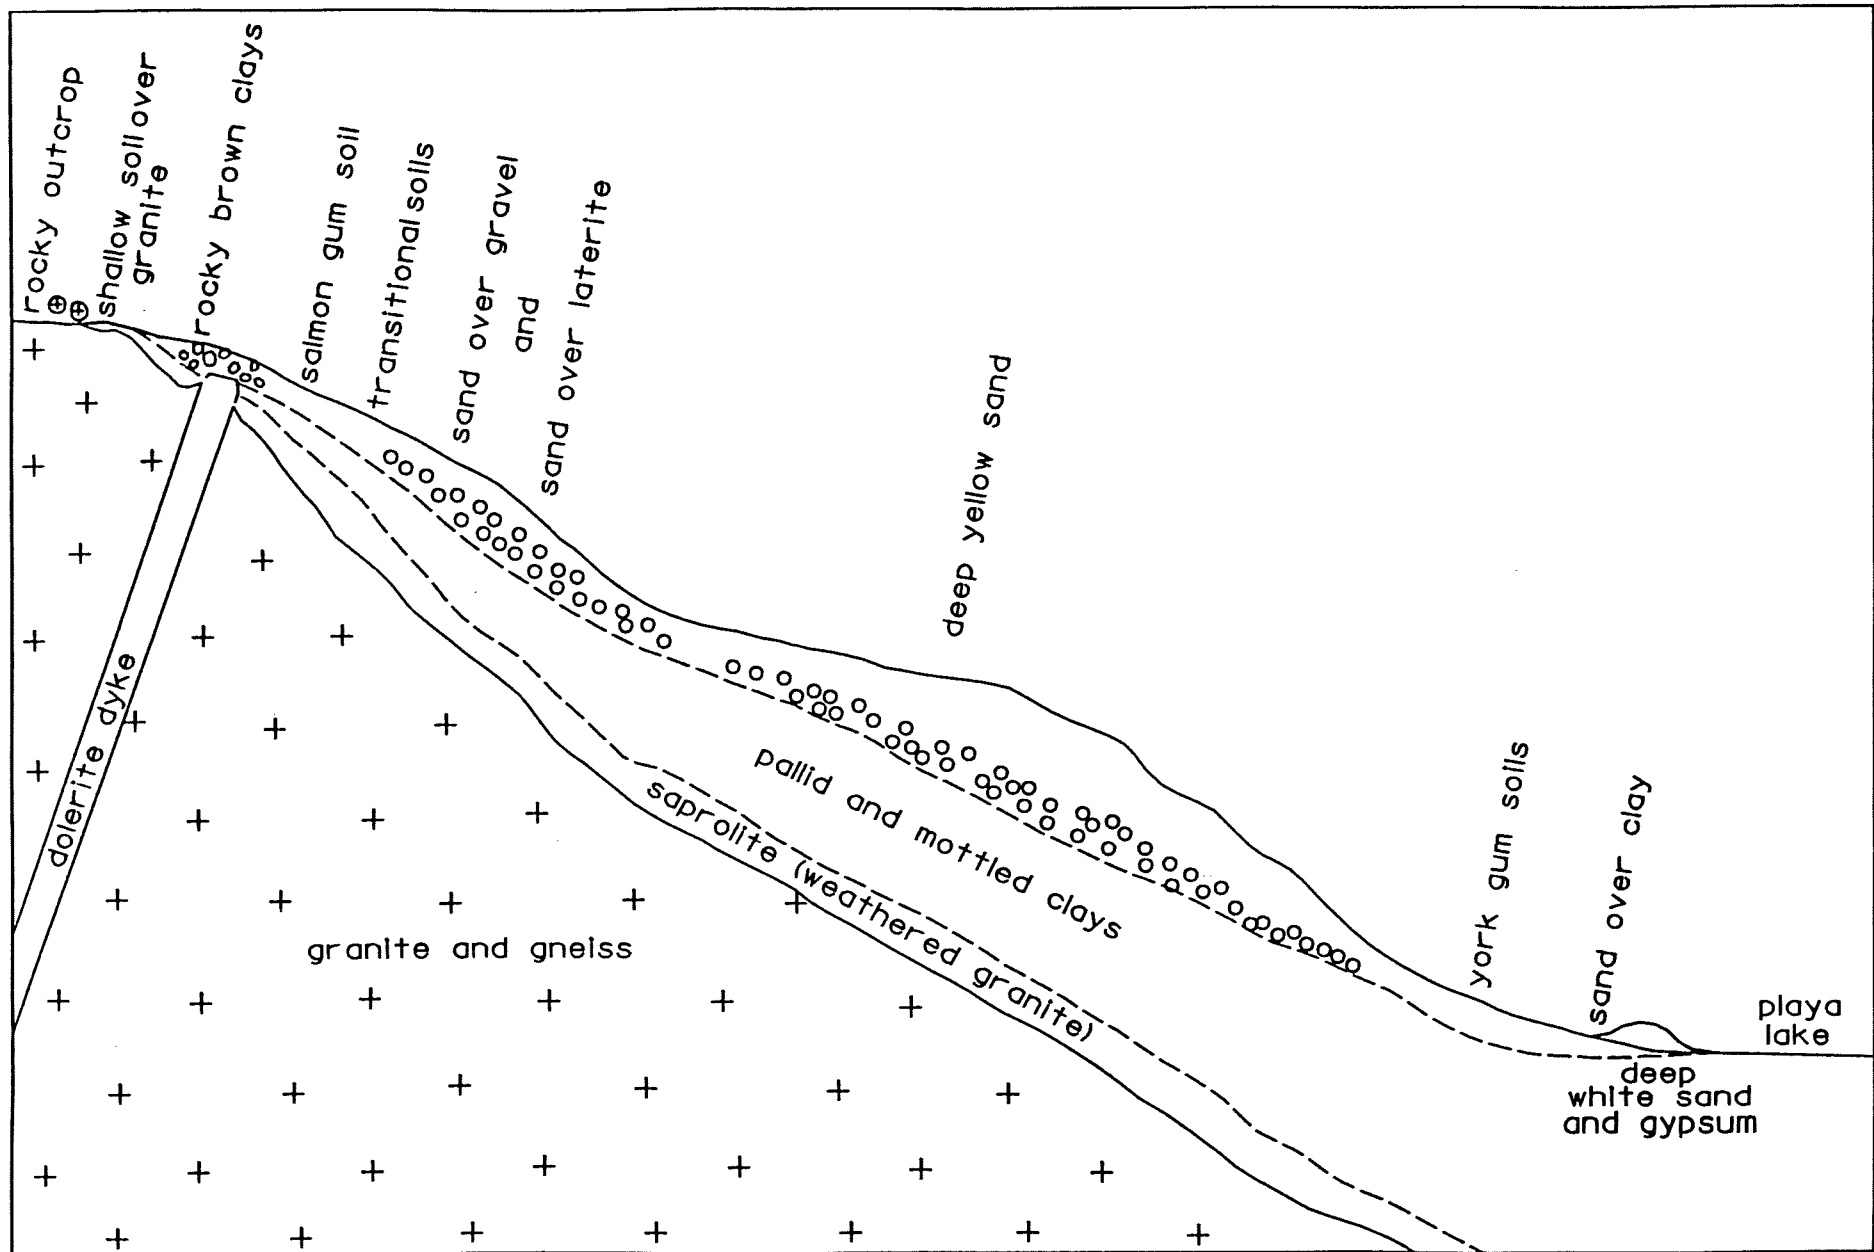 rocky outcrop
shallow soil over
granite
rocky brown clays
salmon gum soil
transitional soils
sand over gravel
and
sand over laterite
deep yellow sand
york gum soils
sand over clay
playa
lake
deep
white sand
and gypsum
pallid and mottled clays
saprolite (weathered granite)
dolerite dyke
granite and gneiss